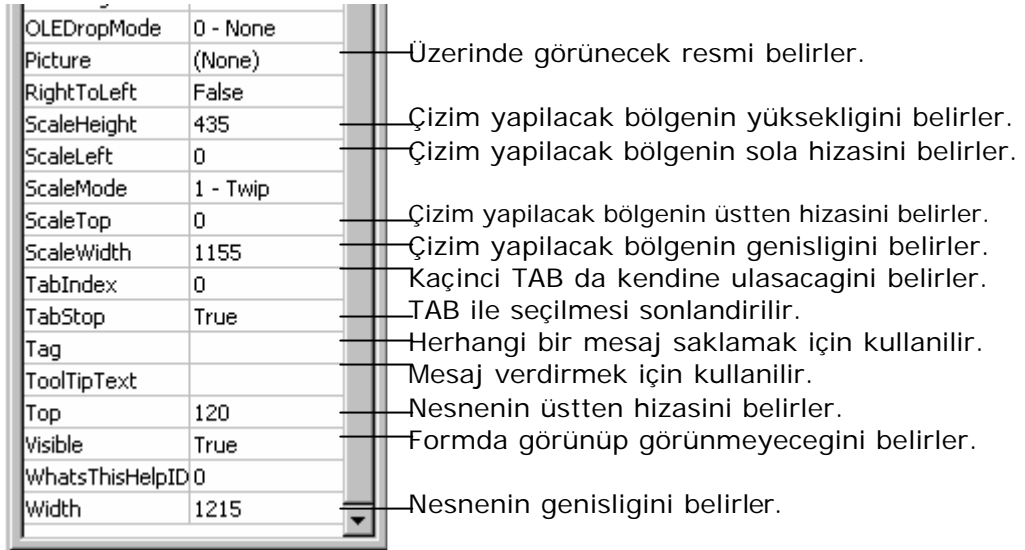 OLEDropMode 0 - None
Picture (None) Üzerinde görünecek resmi belirler.
RightToLeft False
ScaleHeight 435 Çizim yapilacak bölgenin yüksekligini belirler.
ScaleLeft 0 Çizim yapilacak bölgenin sola hizasini belirler.
ScaleMode 1 - Twip
ScaleTop 0 Çizim yapilacak bölgenin üstten hizasini belirler.
ScaleWidth 1155 Çizim yapilacak bölgenin genisligini belirler.
TabIndex 0 Kaçinci TAB da kendine ulasacagini belirler.
TabStop True TAB ile seçilmesi sonlandirilir.
Tag Herhangi bir mesaj saklamak için kullanilir.
ToolTipText Mesaj verdirmek için kullanilir.
Top 120 Nesnenin üstten hizasini belirler.
Visible True Formda görünüp görünmeyecegini belirler.
WhatsThisHelpID 0
Width 1215 Nesnenin genisligini belirler.